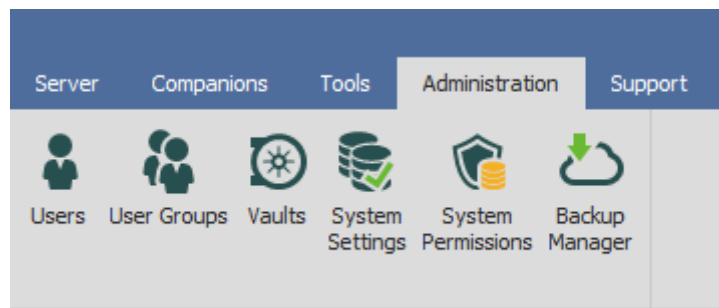 Server Companions Tools Administration Support
Users User Groups Vaults System Settings System Permissions Backup Manager